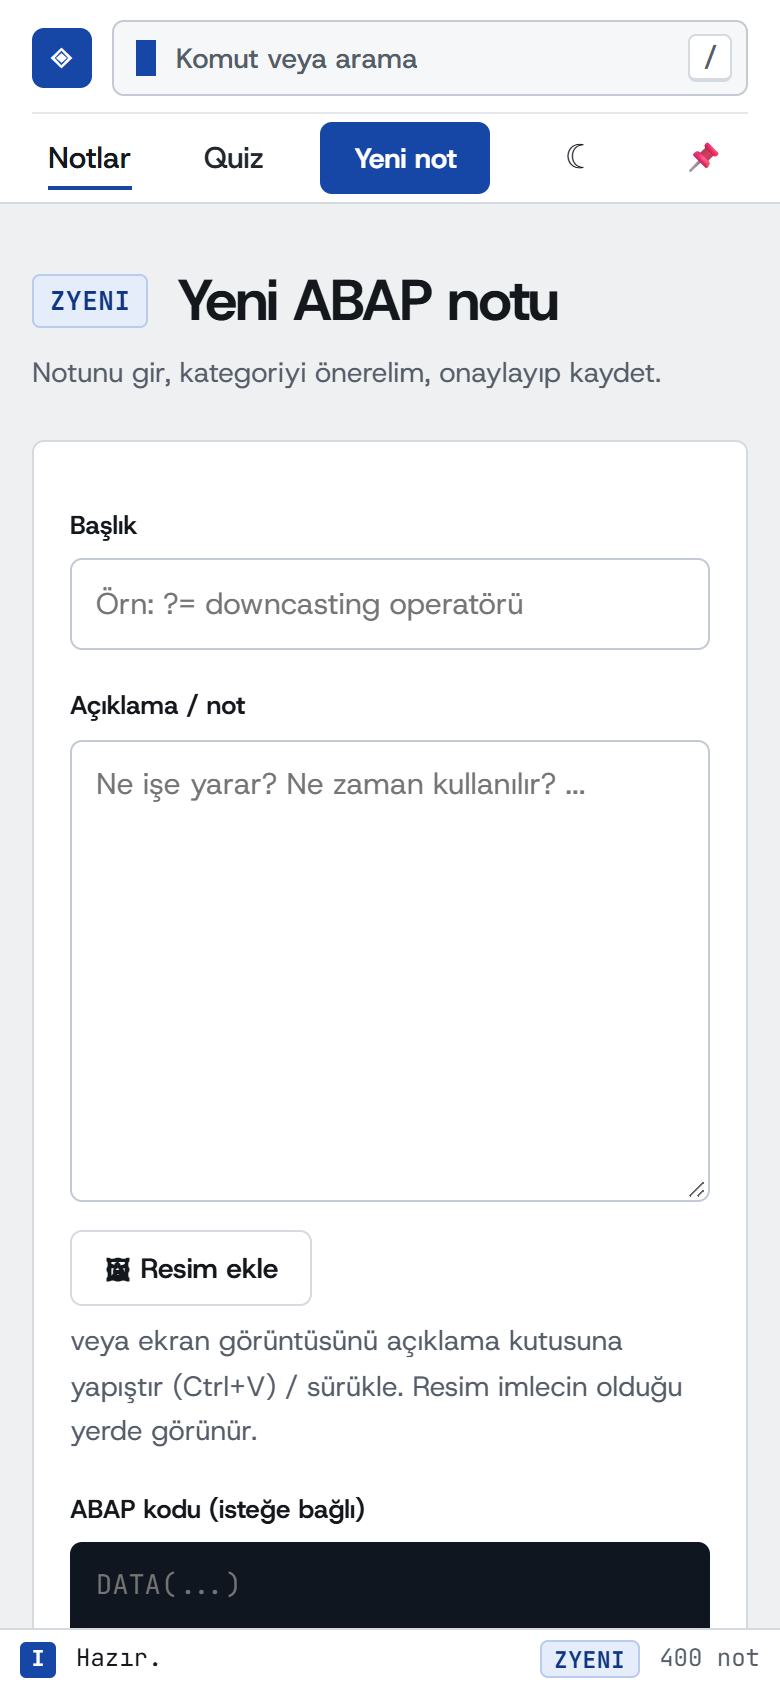 Komut veya arama /
Notlar Quiz Yeni not
ZYENI Yeni ABAP notu
Notunu gir, kategoriyi önerelim, onaylayıp kaydet.
Başlık
Örn: ?= downcasting operatörü
Açıklama / not
Ne işe yarar? Ne zaman kullanılır? ...
Resim ekle
veya ekran görüntüsünü açıklama kutusuna
yapıştır (Ctrl+V) / sürükle. Resim imlecin olduğu
yerde görünür.
ABAP kodu (isteğe bağlı)
DATA(...)
I Hazır. ZYENI 400 not